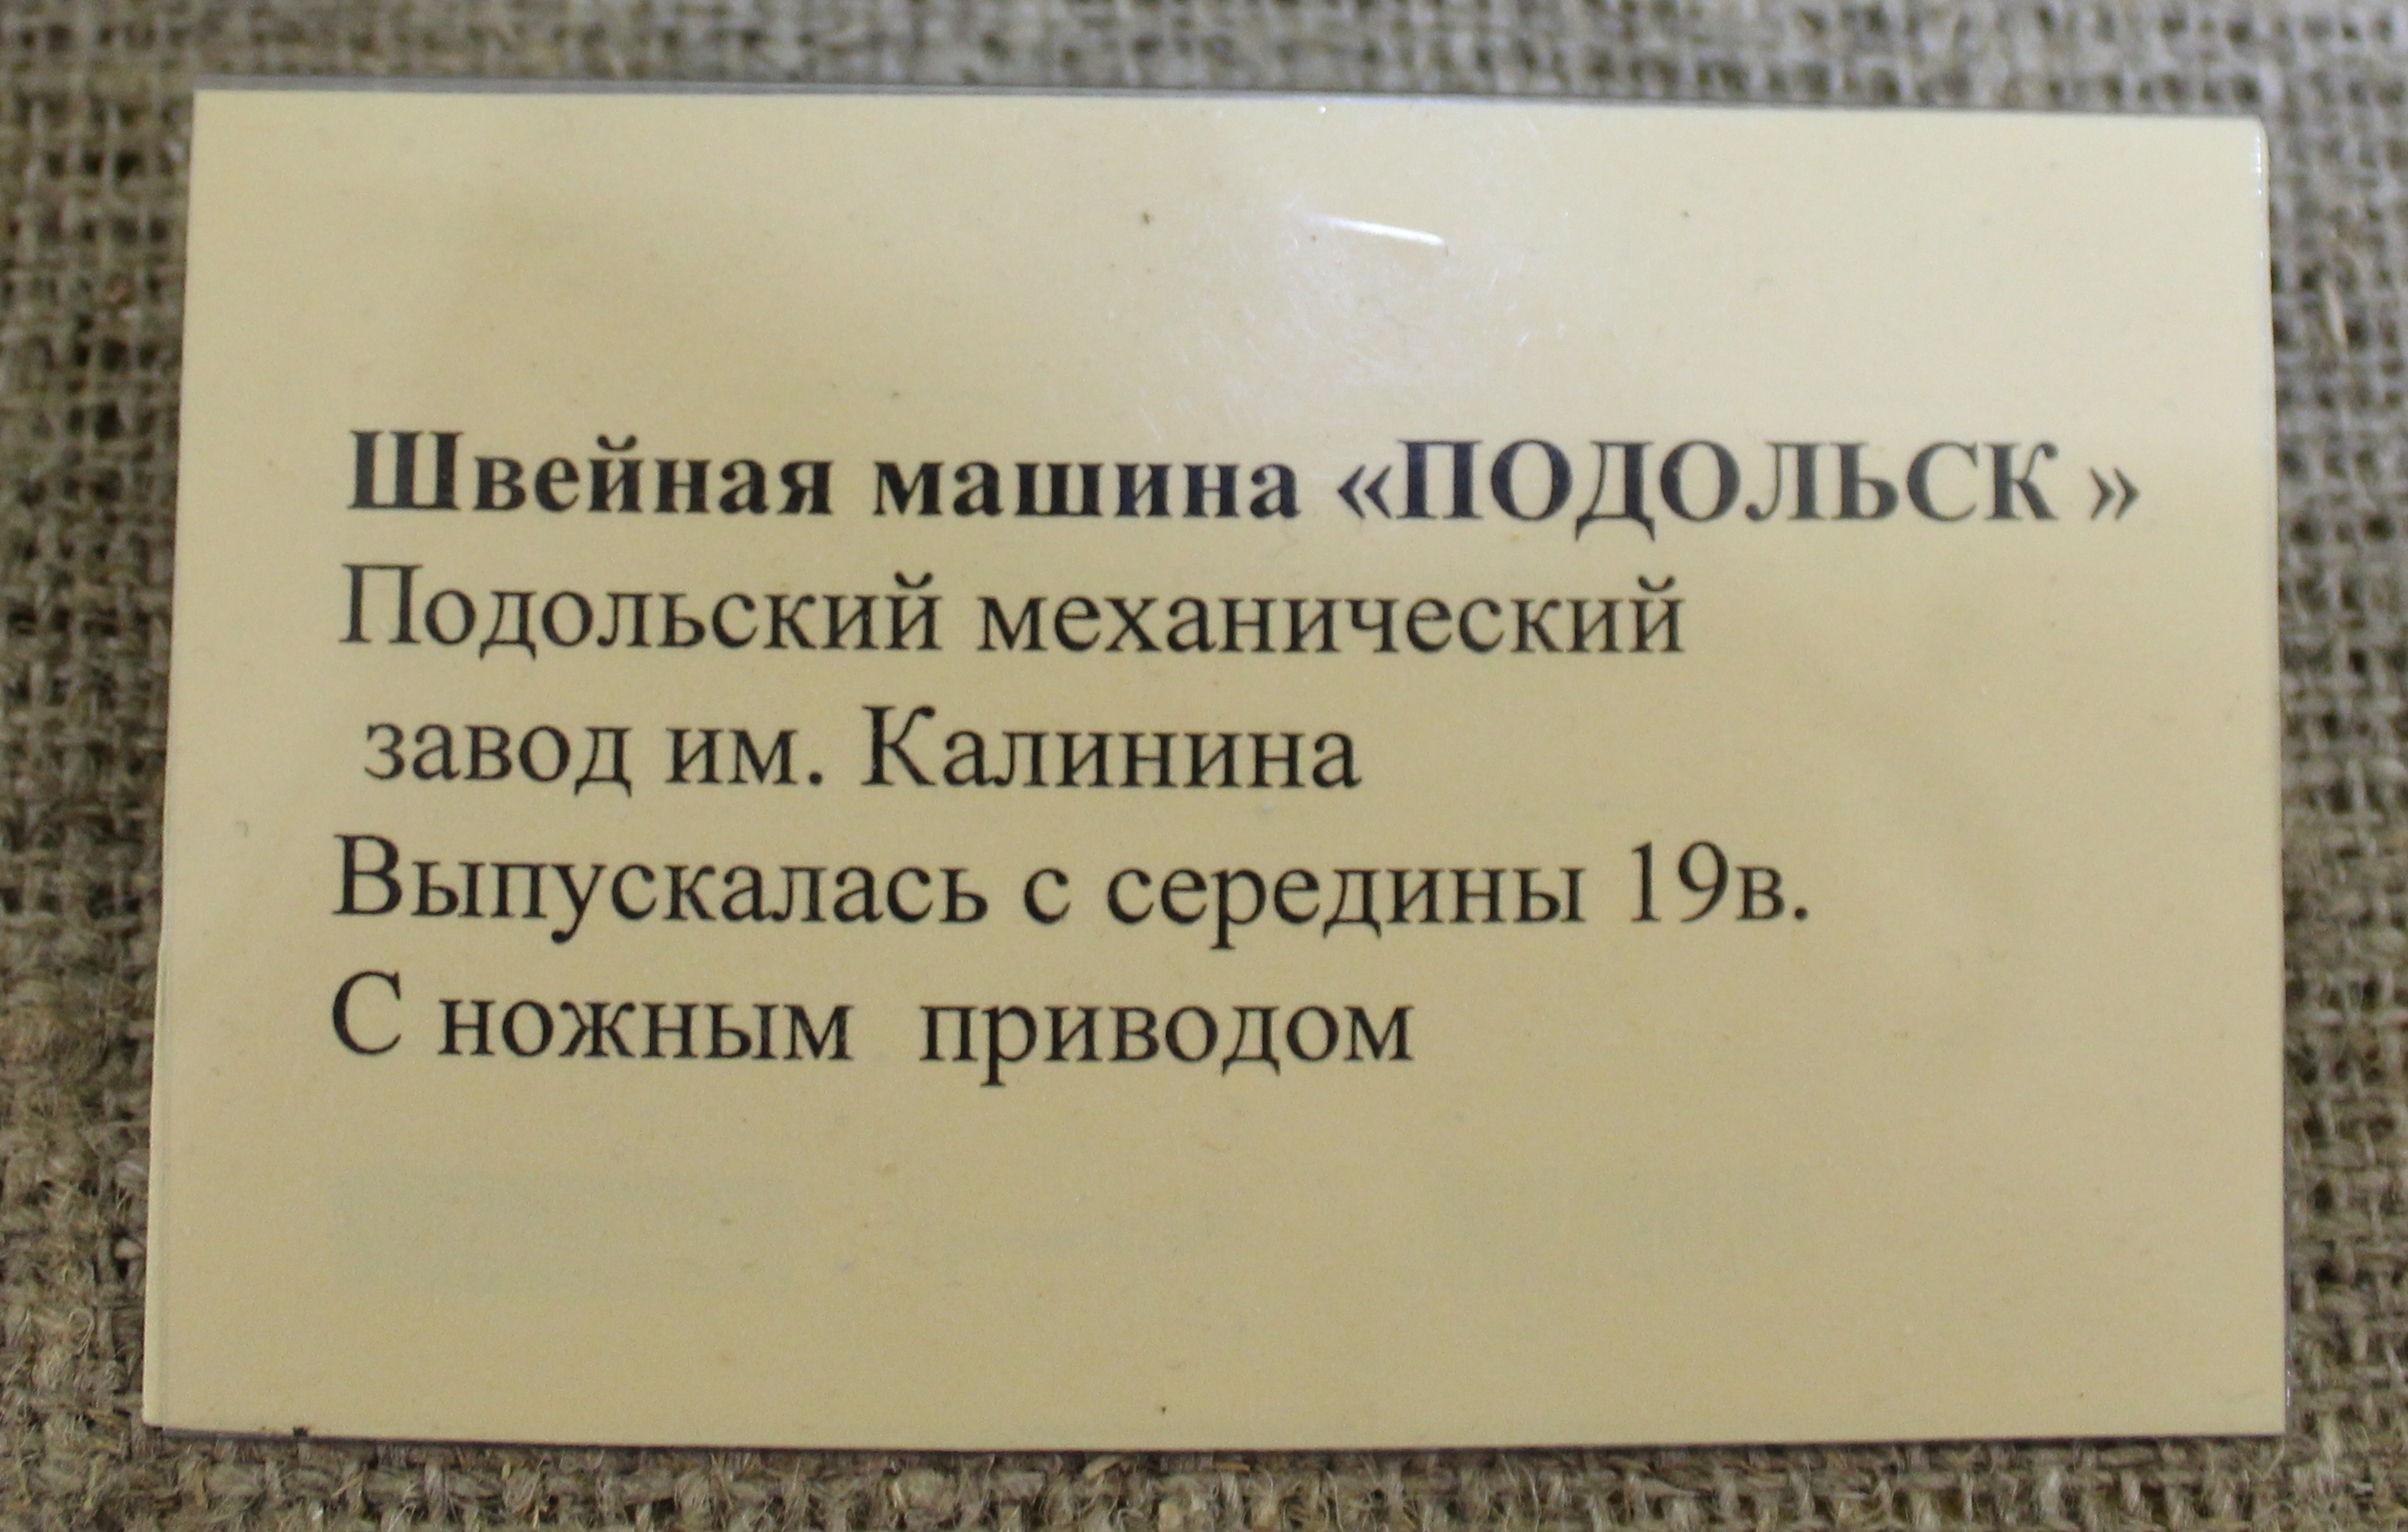 Швейная машина «ПОДОЛЬСК »
Подольский механический
завод им. Калинина
Выпускалась с середины 19в.
С ножным приводом